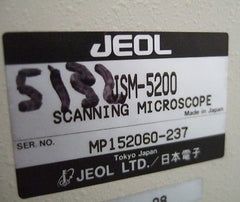 JEOL
5132 JSM-5200
SCANNING MICROSCOPE
Made in Japan
SER. NO. MP152060-237
Tokyo Japan
JEOL LTD./日本電子